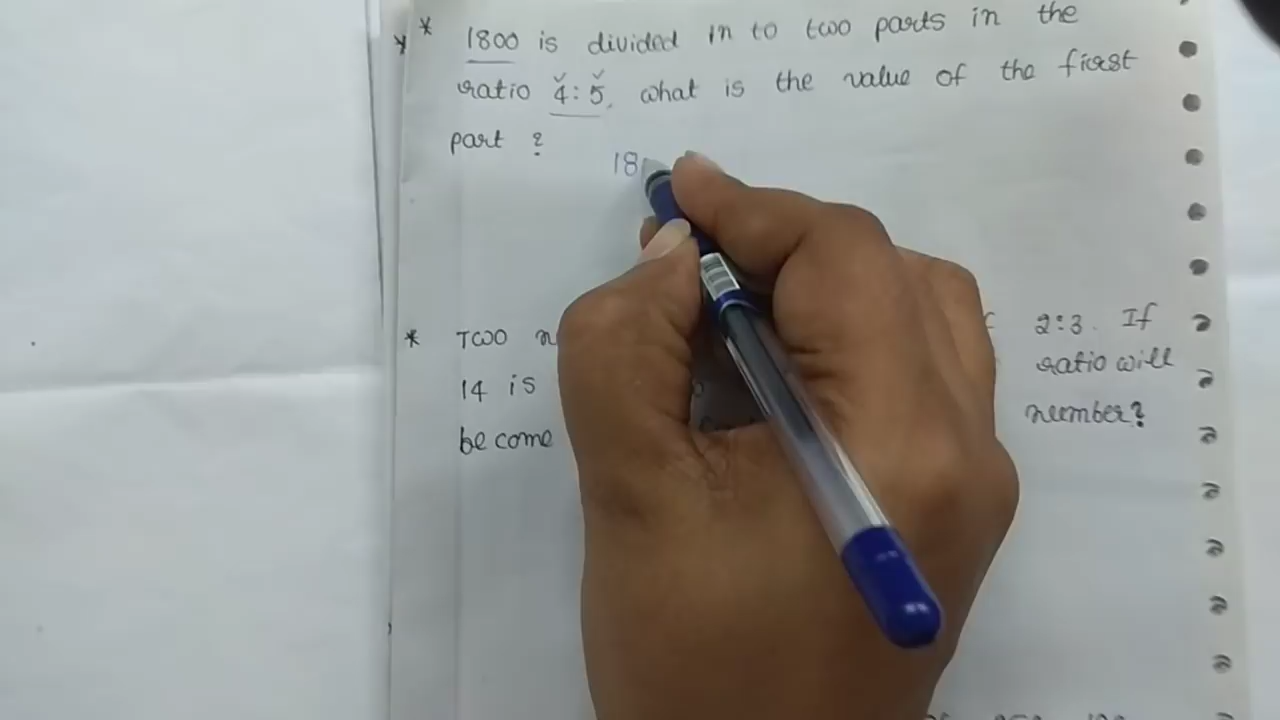 * 1800 is divided in to two parts in the
ratio 4:5, what is the value of the first
part ?
18
* TWO 2:3. If
14 is ratio will
become number?